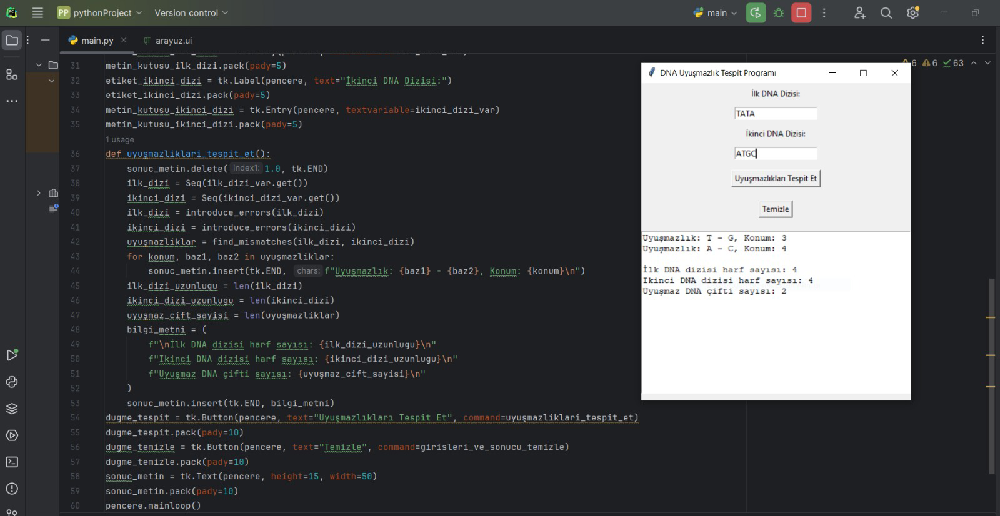 PP pythonProject Version control main
main.py arayuz.ui
31 metin_kutusu_ilk_dizi.pack(pady=5)
32 etiket_ikinci_dizi = tk.Label(pencere, text="İkinci DNA Dizisi:")
33 etiket_ikinci_dizi.pack(pady=5)
34 metin_kutusu_ikinci_dizi = tk.Entry(pencere, textvariable=ikinci_dizi_var)
35 metin_kutusu_ikinci_dizi.pack(pady=5)
1 usage
36 def uyuşmazliklari_tespit_et():
37 sonuc_metin.delete( index1: 1.0, tk.END)
38 ilk_dizi = Seq(ilk_dizi_var.get())
39 ikinci_dizi = Seq(ikinci_dizi_var.get())
40 ilk_dizi = introduce_errors(ilk_dizi)
41 ikinci_dizi = introduce_errors(ikinci_dizi)
42 uyuşmazliklar = find_mismatches(ilk_dizi, ikinci_dizi)
43 for konum, baz1, baz2 in uyuşmazliklar:
44 sonuc_metin.insert(tk.END, chars: f"Uyuşmazlık: {baz1} - {baz2}, Konum: {konum}\n")
45 ilk_dizi_uzunlugu = len(ilk_dizi)
46 ikinci_dizi_uzunlugu = len(ikinci_dizi)
47 uyuşmaz_cift_sayisi = len(uyuşmazliklar)
48 bilgi_metni = (
49 f"\nİlk DNA dizisi harf sayısı: {ilk_dizi_uzunlugu}\n"
50 f"Ikinci DNA dizisi harf sayısı: {ikinci_dizi_uzunlugu}\n"
51 f"Uyuşmaz DNA çifti sayısı: {uyuşmaz_cift_sayisi}\n"
52 )
53 sonuc_metin.insert(tk.END, bilgi_metni)
54 dugme_tespit = tk.Button(pencere, text="Uyuşmazlıkları Tespit Et", command=uyuşmazliklari_tespit_et)
55 dugme_tespit.pack(pady=10)
56 dugme_temizle = tk.Button(pencere, text="Temizle", command=girisleri_ve_sonucu_temizle)
57 dugme_temizle.pack(pady=10)
58 sonuc_metin = tk.Text(pencere, height=15, width=50)
59 sonuc_metin.pack(pady=10)
60 pencere.mainloop()
6 6 63
DNA Uyuşmazlık Tespit Programı
İlk DNA Dizisi:
TATA
İkinci DNA Dizisi:
ATGC
Uyuşmazlıkları Tespit Et
Temizle
Uyuşmazlık: T - G, Konum: 3
Uyuşmazlık: A - C, Konum: 4
İlk DNA dizisi harf sayısı: 4
Ikinci DNA dizisi harf sayısı: 4
Uyuşmaz DNA çifti sayısı: 2